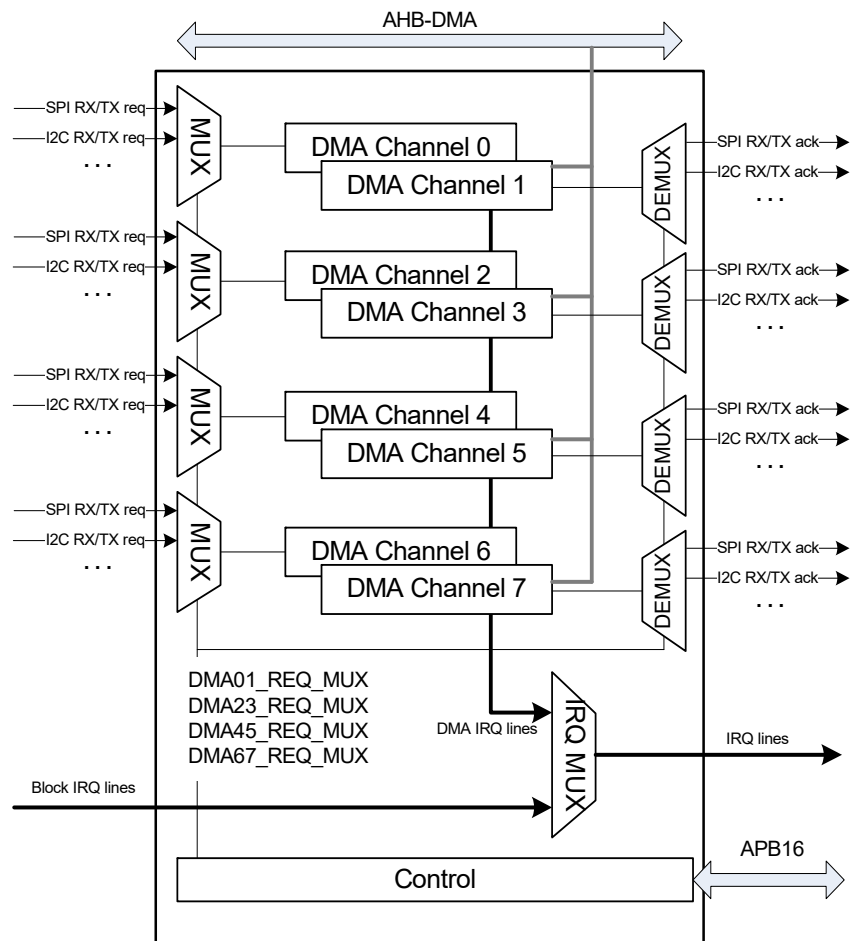 AHB-DMA
SPI RX/TX req
I2C RX/TX req
. . .
MUX
DMA Channel 0
DMA Channel 1
DEMUX
SPI RX/TX ack
I2C RX/TX ack
. . .
SPI RX/TX req
I2C RX/TX req
. . .
MUX
DMA Channel 2
DMA Channel 3
DEMUX
SPI RX/TX ack
I2C RX/TX ack
. . .
SPI RX/TX req
I2C RX/TX req
. . .
MUX
DMA Channel 4
DMA Channel 5
DEMUX
SPI RX/TX ack
I2C RX/TX ack
. . .
SPI RX/TX req
I2C RX/TX req
. . .
MUX
DMA Channel 6
DMA Channel 7
DEMUX
SPI RX/TX ack
I2C RX/TX ack
. . .
DMA01_REQ_MUX
DMA23_REQ_MUX
DMA45_REQ_MUX
DMA67_REQ_MUX
DMA IRQ lines
IRQ MUX
IRQ lines
Block IRQ lines
Control
APB16